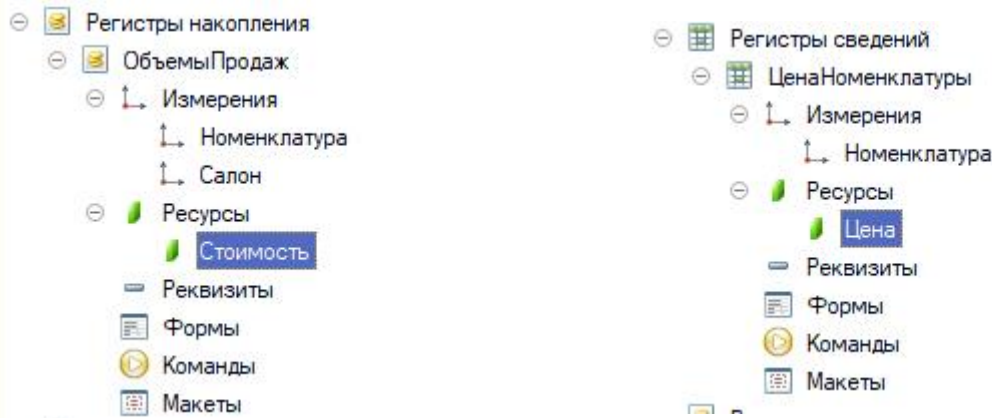 Регистры накопления
ОбъемыПродаж
Измерения
Номенклатура
Салон
Ресурсы
Стоимость
Реквизиты
Формы
Команды
Макеты
Регистры сведений
ЦенаНоменклатуры
Измерения
Номенклатура
Ресурсы
Цена
Реквизиты
Формы
Команды
Макеты